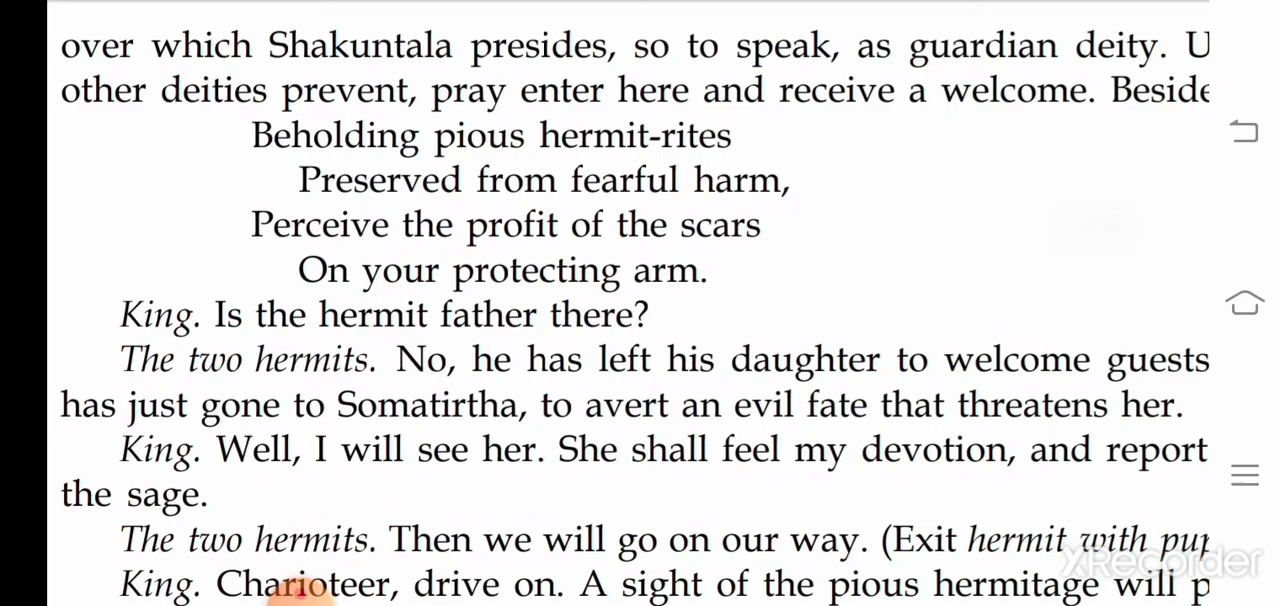 over which Shakuntala presides, so to speak, as guardian deity. U
other deities prevent, pray enter here and receive a welcome. Beside
Beholding pious hermit-rites
Preserved from fearful harm,
Perceive the profit of the scars
On your protecting arm.
King. Is the hermit father there?
The two hermits. No, he has left his daughter to welcome guests
has just gone to Somatirtha, to avert an evil fate that threatens her.
King. Well, I will see her. She shall feel my devotion, and report
the sage.
The two hermits. Then we will go on our way. (Exit hermit with pup
XRecorder
King. Charioteer, drive on. A sight of the pious hermitage will p